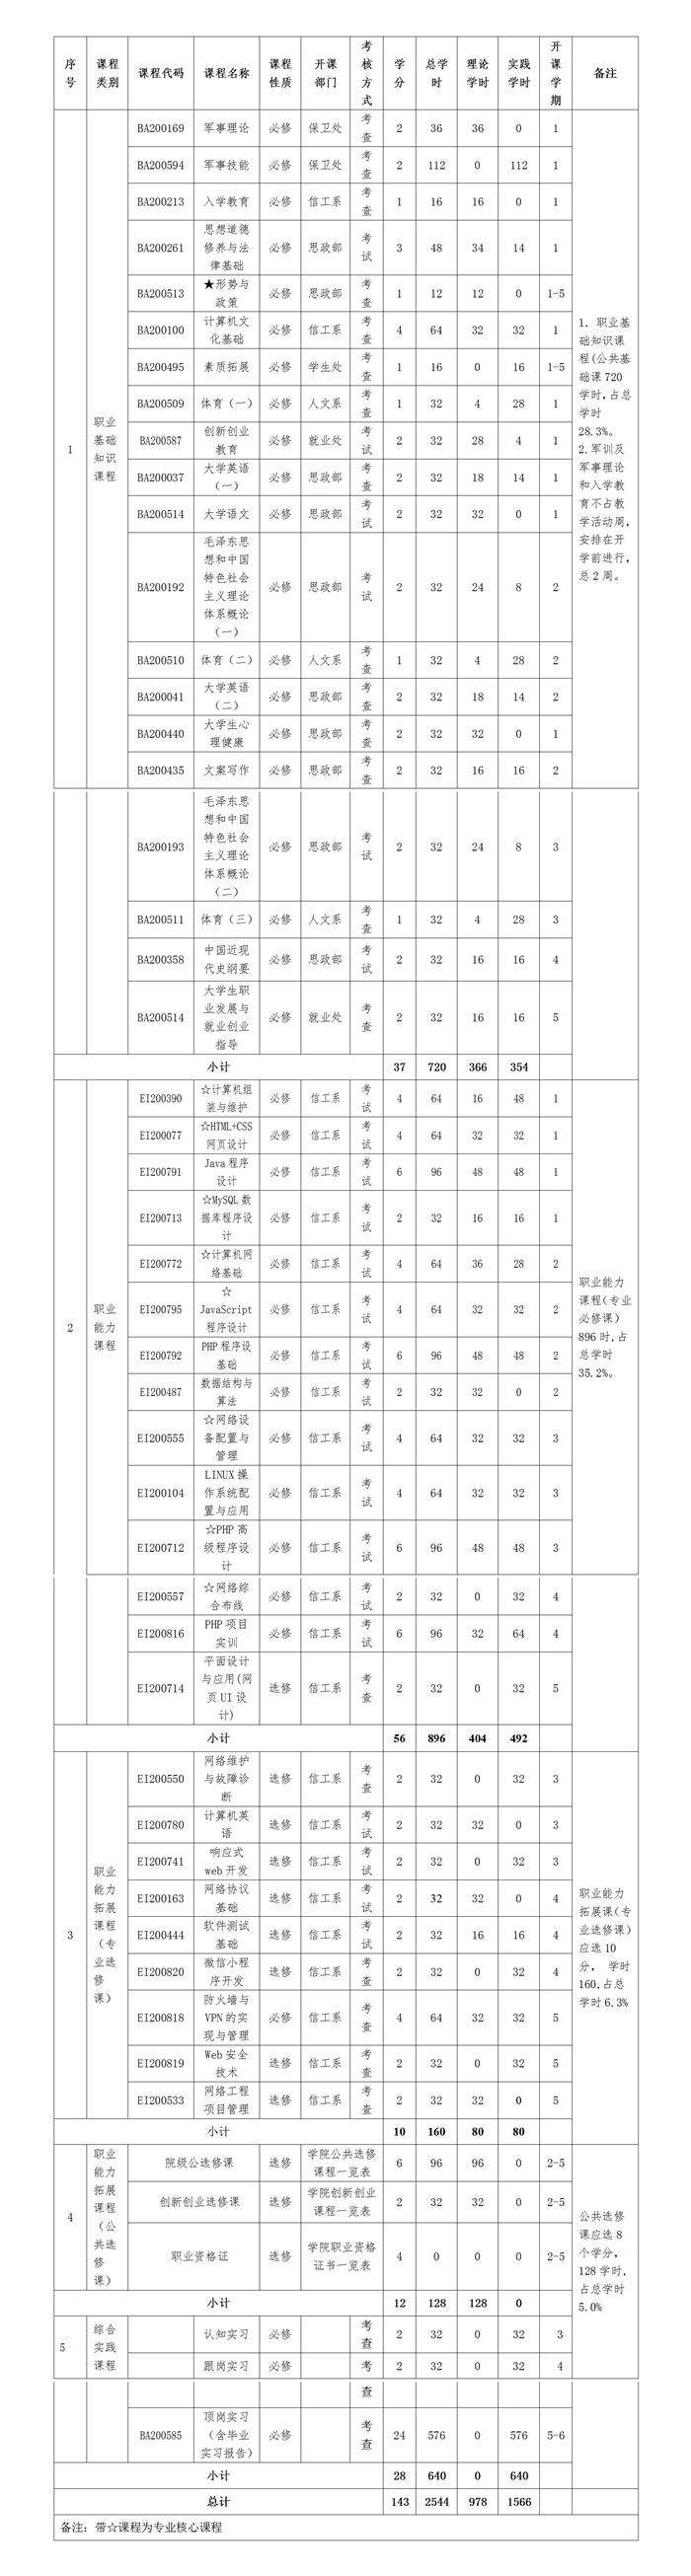 序号 课程类别 课程代码 课程名称 课程性质 开课部门 考核方式 学分 总学时 理论学时 实践学时 开课学期 备注
1 职业基础知识课程
BA200169 军事理论 必修 保卫处 考查 2 36 36 0 1
BA200594 军事技能 必修 保卫处 考查 2 112 0 112 1
BA200213 入学教育 必修 信工系 考查 1 16 16 0 1
BA200261 思想道德修养与法律基础 必修 思政部 考试 3 48 34 14 1
BA200513 ★形势与政策 必修 思政部 考查 1 12 12 0 1-5
BA200100 计算机文化基础 必修 信工系 考查 4 64 32 32 1
BA200495 素质拓展 必修 学生处 考查 1 16 0 16 1-5
BA200509 体育（一） 必修 人文系 考查 1 32 4 28 1
BA200587 创新创业教育 必修 就业处 考试 2 32 28 4 1
BA200037 大学英语（一） 必修 思政部 考查 2 32 18 14 1
BA200514 大学语文 必修 思政部 考试 2 32 32 0 1
BA200192 毛泽东思想和中国特色社会主义理论体系概论（一） 必修 思政部 考试 2 32 24 8 2
BA200510 体育（二） 必修 人文系 考查 1 32 4 28 2
BA200041 大学英语（二） 必修 思政部 考查 2 32 18 14 2
BA200440 大学生心理健康 必修 思政部 考查 2 32 32 0 1
BA200435 文案写作 必修 思政部 考查 2 32 16 16 2
1. 职业基础知识课程(公共基础课 720学时,占总学时28.3%。
2.军训及军事理论和入学教育不占教学活动周,安排在开学前进行,总 2 周。
BA200193 毛泽东思想和中国特色社会主义理论体系概论（二） 必修 思政部 考试 2 32 24 8 3
BA200511 体育（三） 必修 人文系 考查 1 32 4 28 3
BA200358 中国近现代史纲要 必修 思政部 考试 2 32 16 16 4
BA200514 大学生职业发展与就业创业指导 必修 就业处 考查 2 32 16 16 5
小计 37 720 366 354
2 职业能力课程
EI200390 ☆计算机组装与维护 必修 信工系 考试 4 64 16 48 1
EI200077 ☆HTML+CSS网页设计 必修 信工系 考试 4 64 32 32 1
EI200791 Java 程序设计 必修 信工系 考试 6 96 48 48 1
EI200713 ☆MySQL 数据库程序设计 必修 信工系 考试 2 32 16 16 1
EI200772 ☆计算机网络基础 必修 信工系 考试 4 64 36 28 2
EI200795 ☆JavaScript程序设计 必修 信工系 考试 4 64 32 32 2
EI200792 PHP 程序设基础 必修 信工系 考试 6 96 48 48 2
EI200487 数据结构与算法 必修 信工系 考试 2 32 32 0 2
EI200555 ☆网络设备配置与管理 必修 信工系 考试 4 64 32 32 3
EI200104 LINUX 操作系统配置与应用 必修 信工系 考试 4 64 32 32 3
EI200712 ☆PHP 高级程序设计 必修 信工系 考试 6 96 48 48 3
职业能力课程(专业必修课)896 时,占总学时35.2%。
EI200557 ☆网络综合布线 必修 信工系 考试 2 32 0 32 4
EI200816 PHP 项目实训 必修 信工系 考试 6 96 32 64 4
EI200714 平面设计与应用(网页 UI 设计) 选修 信工系 考查 2 32 0 32 5
小计 56 896 404 492
3 职业能力拓展课程（专业选修课）
EI200550 网络维护与故障诊断 选修 信工系 考查 2 32 0 32 3
EI200780 计算机英语 选修 信工系 考试 2 32 32 0 3
EI200741 响应式web 开发 选修 信工系 考试 2 32 0 32 3
EI200163 网络协议基础 选修 信工系 考试 2 32 32 0 4
EI200444 软件测试基础 选修 信工系 考试 2 32 16 16 4
EI200820 微信小程序开发 选修 信工系 考查 2 32 0 32 4
EI200818 防火墙与VPN 的实现与管理 必修 信工系 考查 4 64 32 32 5
EI200819 Web 安全技术 选修 信工系 考查 2 32 0 32 5
EI200533 网络工程项目管理 选修 信工系 考查 2 32 32 0 5
职业能力拓展课(专业选修课)应选 10分, 学时160,占总学时 6.3%
小计 10 160 80 80
4 职业能力拓展课程（公共选修课）
院级公选修课 选修 学院公共选修课程一览表 6 96 96 0 2-5
创新创业选修课 选修 学院创新创业课程一览表 2 32 32 0 2-5
职业资格证 选修 学院职业资格证书一览表 4 0 0 0 2-5
公共选修课应选 8个学分,128 学时,占总学时5.0%
小计 12 128 128 0
5 综合实践课程
认知实习 必修 考查 2 32 0 32 3
跟岗实习 必修 考查 2 32 0 32 4
BA200585 顶岗实习（含毕业实习报告） 必修 考查 24 576 0 576 5-6
小计 28 640 0 640
总计 143 2544 978 1566
备注：带☆课程为专业核心课程